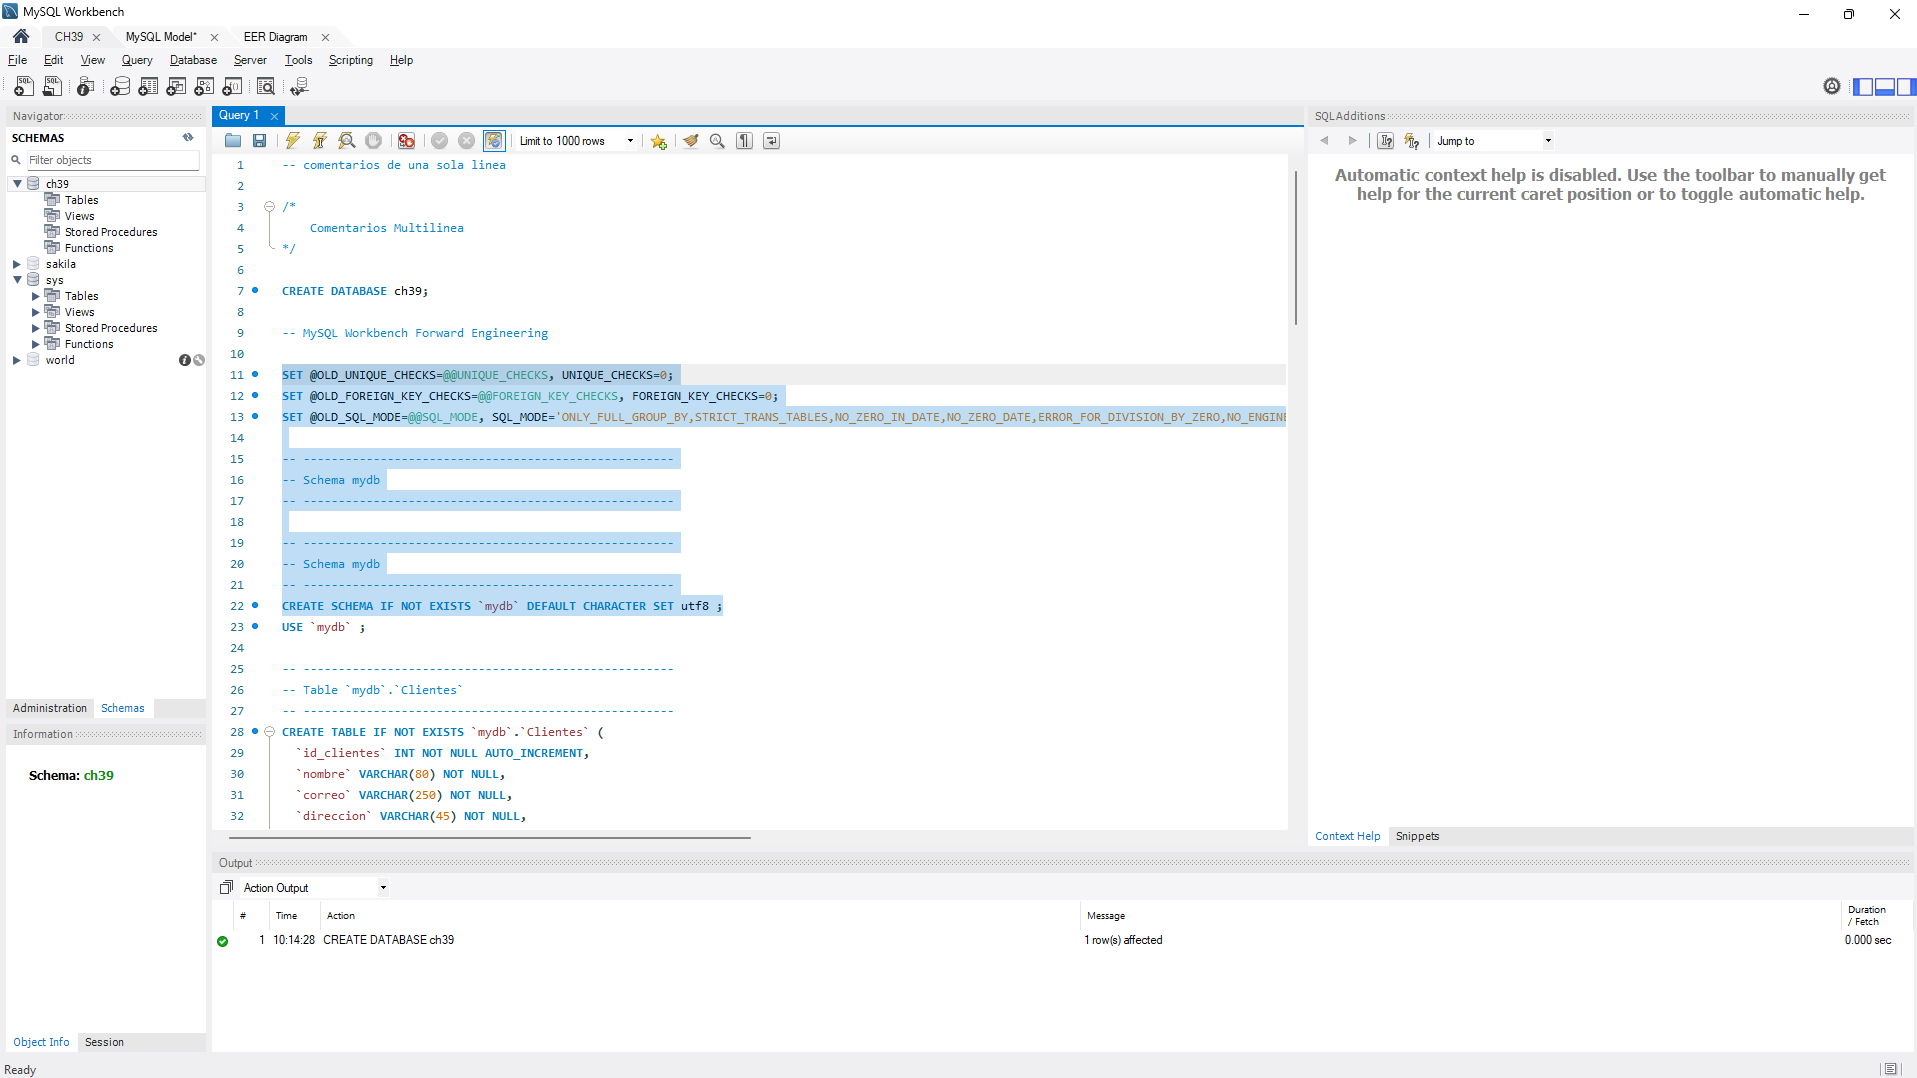 MySQL Workbench
CH39
MySQL Model*
EER Diagram
File Edit View Query Database Server Tools Scripting Help
Navigator
SCHEMAS
Filter objects
ch39
Tables
Views
Stored Procedures
Functions
sakila
sys
Tables
Views
Stored Procedures
Functions
world
Administration Schemas
Information
Schema: ch39
Object Info Session
Query 1
Limit to 1000 rows
1 -- comentarios de una sola linea
2
3 /*
4 Comentarios Multilinea
5 */
6
7 CREATE DATABASE ch39;
8
9 -- MySQL Workbench Forward Engineering
10
11 SET @OLD_UNIQUE_CHECKS=@@UNIQUE_CHECKS, UNIQUE_CHECKS=0;
12 SET @OLD_FOREIGN_KEY_CHECKS=@@FOREIGN_KEY_CHECKS, FOREIGN_KEY_CHECKS=0;
13 SET @OLD_SQL_MODE=@@SQL_MODE, SQL_MODE='ONLY_FULL_GROUP_BY,STRICT_TRANS_TABLES,NO_ZERO_IN_DATE,NO_ZERO_DATE,ERROR_FOR_DIVISION_BY_ZERO,NO_ENGINE
14
15 -- -----------------------------------------------------
16 -- Schema mydb
17 -- -----------------------------------------------------
18
19 -- -----------------------------------------------------
20 -- Schema mydb
21 -- -----------------------------------------------------
22 CREATE SCHEMA IF NOT EXISTS `mydb` DEFAULT CHARACTER SET utf8 ;
23 USE `mydb` ;
24
25 -- -----------------------------------------------------
26 -- Table `mydb`.`Clientes`
27 -- -----------------------------------------------------
28 CREATE TABLE IF NOT EXISTS `mydb`.`Clientes` (
29 `id_clientes` INT NOT NULL AUTO_INCREMENT,
30 `nombre` VARCHAR(80) NOT NULL,
31 `correo` VARCHAR(250) NOT NULL,
32 `direccion` VARCHAR(45) NOT NULL,
SQLAdditions
Jump to
Automatic context help is disabled. Use the toolbar to manually get
help for the current caret position or to toggle automatic help.
Context Help Snippets
Output
Action Output
# Time Action Message Duration / Fetch
1 10:14:28 CREATE DATABASE ch39 1 row(s) affected 0.000 sec
Ready